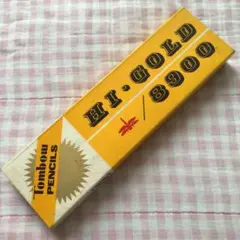 HI-GOLD
8900
Tombow
PENCILS